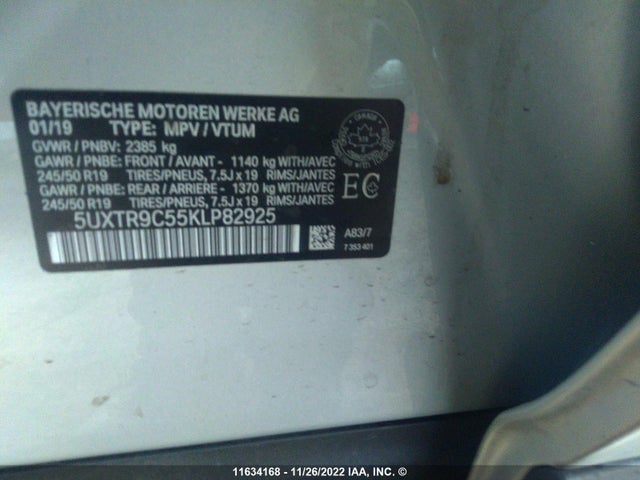 BAYERISCHE MOTOREN WERKE AG
01/19 TYPE: MPV / VTUM
GVWR / PNBV: 2385 kg
GAWR / PNBE: FRONT / AVANT - 1140 kg WITH/AVEC
245/50 R19 TIRES/PNEUS, 7.5J x 19 RIMS/JANTES
GAWR / PNBE: REAR / ARRIERE - 1370 kg WITH/AVEC
245/50 R19 TIRES/PNEUS, 7.5J x 19 RIMS/JANTES
5UXTR9C55KLP82925
CANADA
EC
A83/7
7 353 401
11634168 - 11/26/2022 IAA, INC. ©